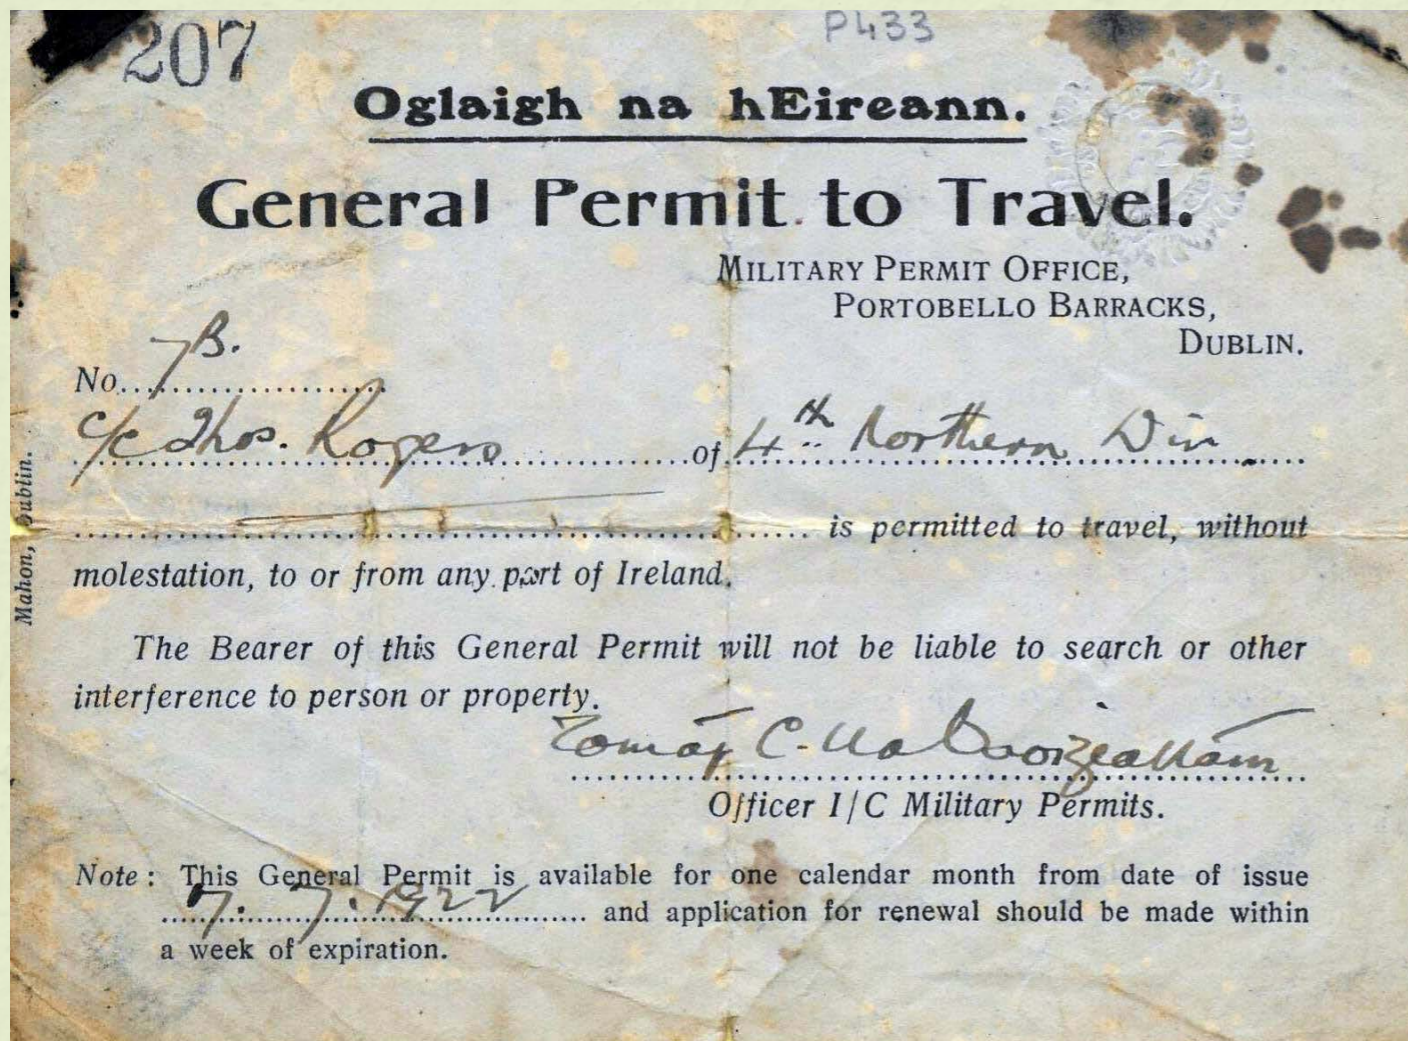 207
P433
Oglaigh na hEireann.
General Permit to Travel.
MILITARY PERMIT OFFICE,
PORTOBELLO BARRACKS,
DUBLIN.
No. 7B.
c/c Thos. Rogers of 4th Northern Div.
is permitted to travel, without
molestation, to or from any part of Ireland.
The Bearer of this General Permit will not be liable to search or other
interference to person or property.
Tomás C.
Officer I/C Military Permits.
Note: This General Permit is available for one calendar month from date of issue
7. 7. 1922 and application for renewal should be made within
a week of expiration.
Mahon, Dublin.